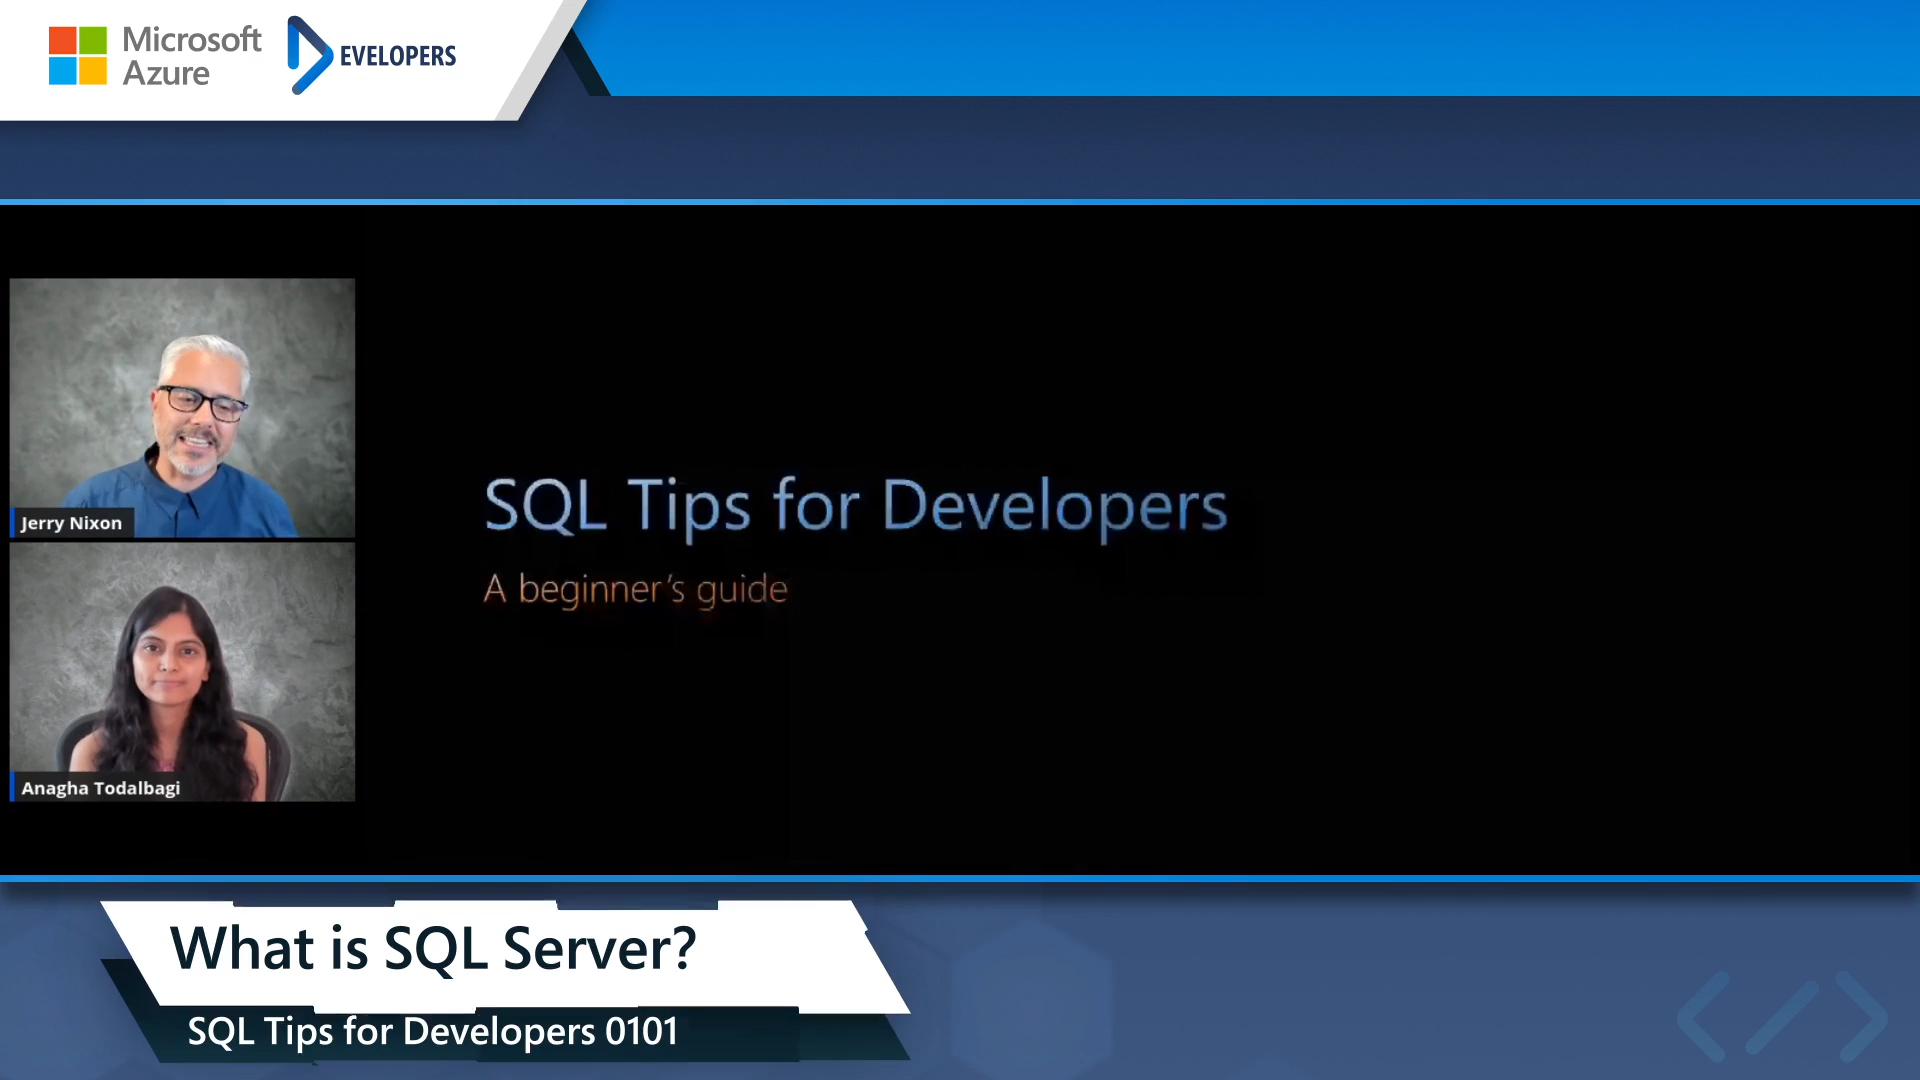 Microsoft
Azure
DEVELOPERS
Jerry Nixon
Anagha Todalbagi
SQL Tips for Developers
A beginner's guide
What is SQL Server?
SQL Tips for Developers 0101